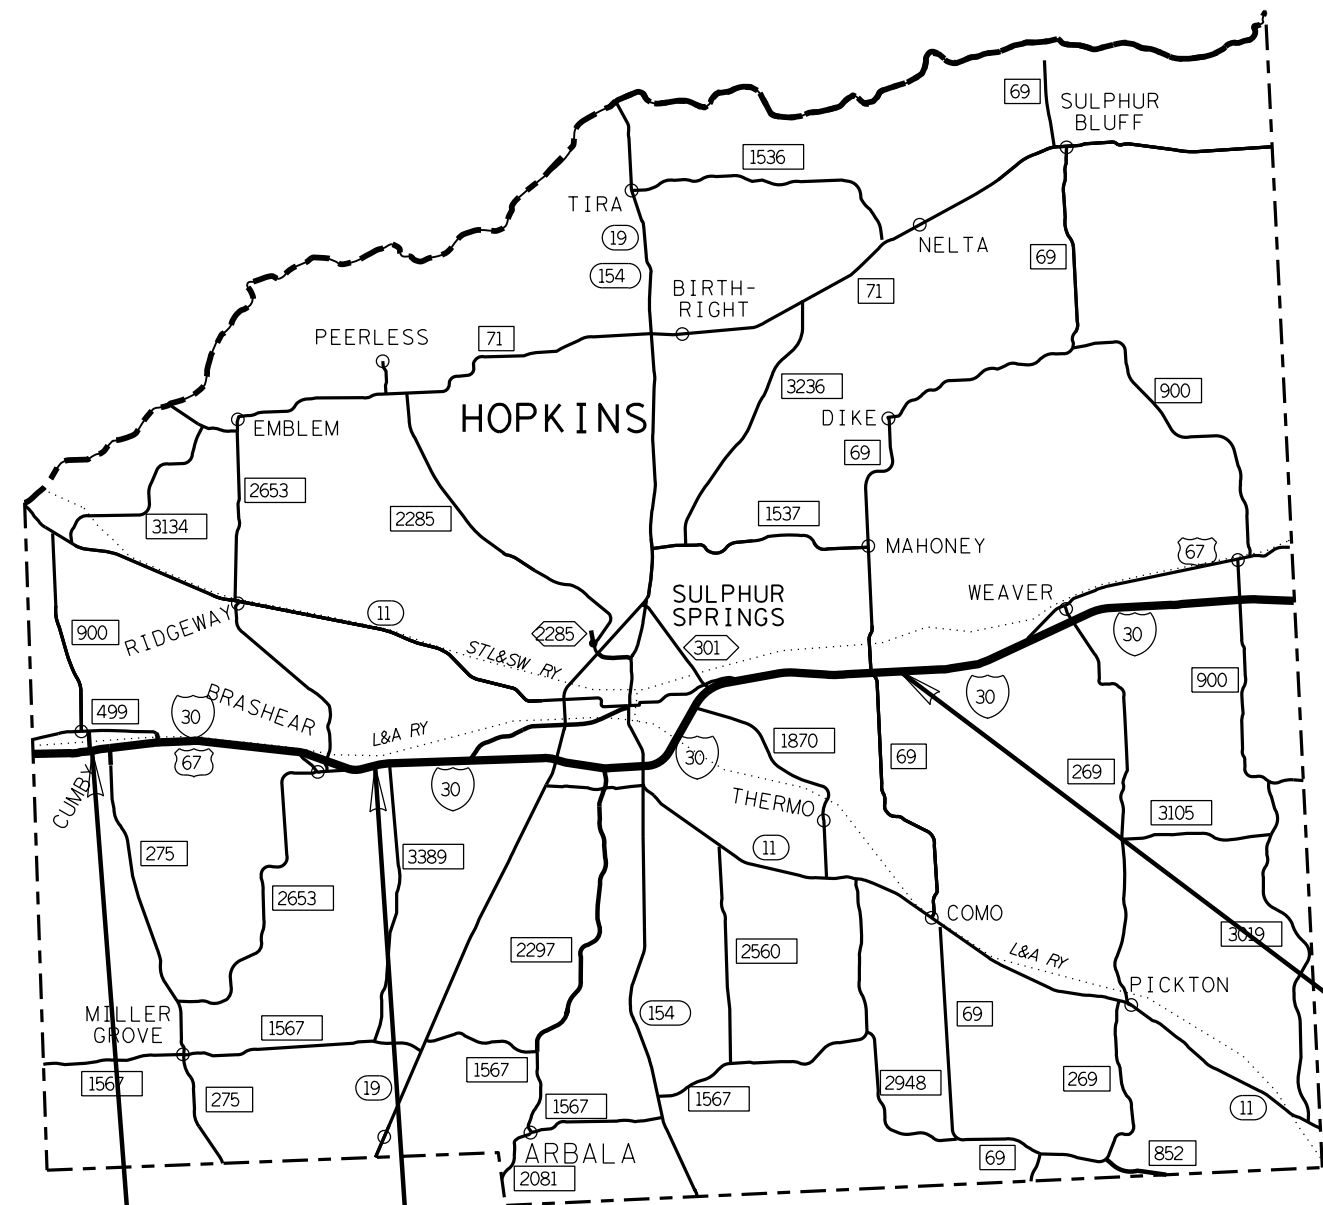 69
SULPHUR
BLUFF
1536
TIRA
19
NELTA
69
154
BIRTH-
RIGHT
71
PEERLESS
71
3236
900
HOPKINS
DIKE
EMBLEM
69
2653
2285
1537
3134
MAHONEY
67
SULPHUR
SPRINGS
WEAVER
11
RIDGEWAY
900
2285
301
30
STL&SW. RY
900
BRASHEAR
30
499
30
L&A RY
1870
67
30
69
269
CUMBY
30
THERMO
3105
275
3389
11
2653
COMO
3019
2297
2560
L&A RY
PICKTON
MILLER
GROVE
1567
154
69
1567
1567
269
2948
19
275
1567
1567
11
ARBALA
69
852
2081